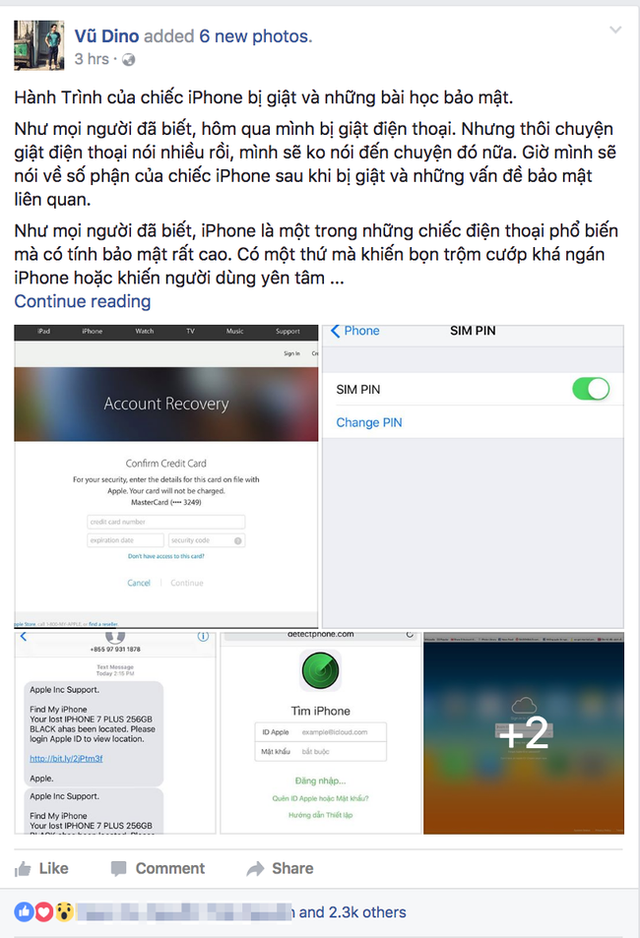 Vũ Dino added 6 new photos.
3 hrs ·
Hành Trình của chiếc iPhone bị giật và những bài học bảo mật.
Như mọi người đã biết, hôm qua mình bị giật điện thoại. Nhưng thôi chuyện
giật điện thoại nói nhiều rồi, mình sẽ ko nói đến chuyện đó nữa. Giờ mình sẽ
nói về số phận của chiếc iPhone sau khi bị giật và những vấn đề bảo mật
liên quan.
Như mọi người đã biết, iPhone là một trong những chiếc điện thoại phổ biến
mà có tính bảo mật rất cao. Có một thứ mà khiến bọn trộm cướp khá ngán
iPhone hoặc khiến người dùng yên tâm ...
Continue reading
iPad iPhone Watch TV Music Support
Sign in
Account Recovery
Confirm Credit Card
For your security, enter the details for this card on file with
Apple. Your card will not be charged.
MasterCard (•••• 3249)
credit card number
expiration date security code
Don't have access to this card?
Cancel Continue
Phone SIM PIN
SIM PIN
Change PIN
+855 97 931 1878
Text Message
Today 2:15 PM
Apple Inc Support.
Find My iPhone
Your lost IPHONE 7 PLUS 256GB
BLACK ahas been located. Please
login Apple ID to view location.
Apple.
Apple Inc Support.
Find My iPhone
Your lost IPHONE 7 PLUS 256GB
detectphone.com
Tìm iPhone
ID Apple example@icloud.com
Mật khẩu bắt buộc
Đăng nhập...
Quên ID Apple hoặc Mật khẩu?
Hướng dẫn Thiết lập
+2
Like Comment Share
and 2.3k others